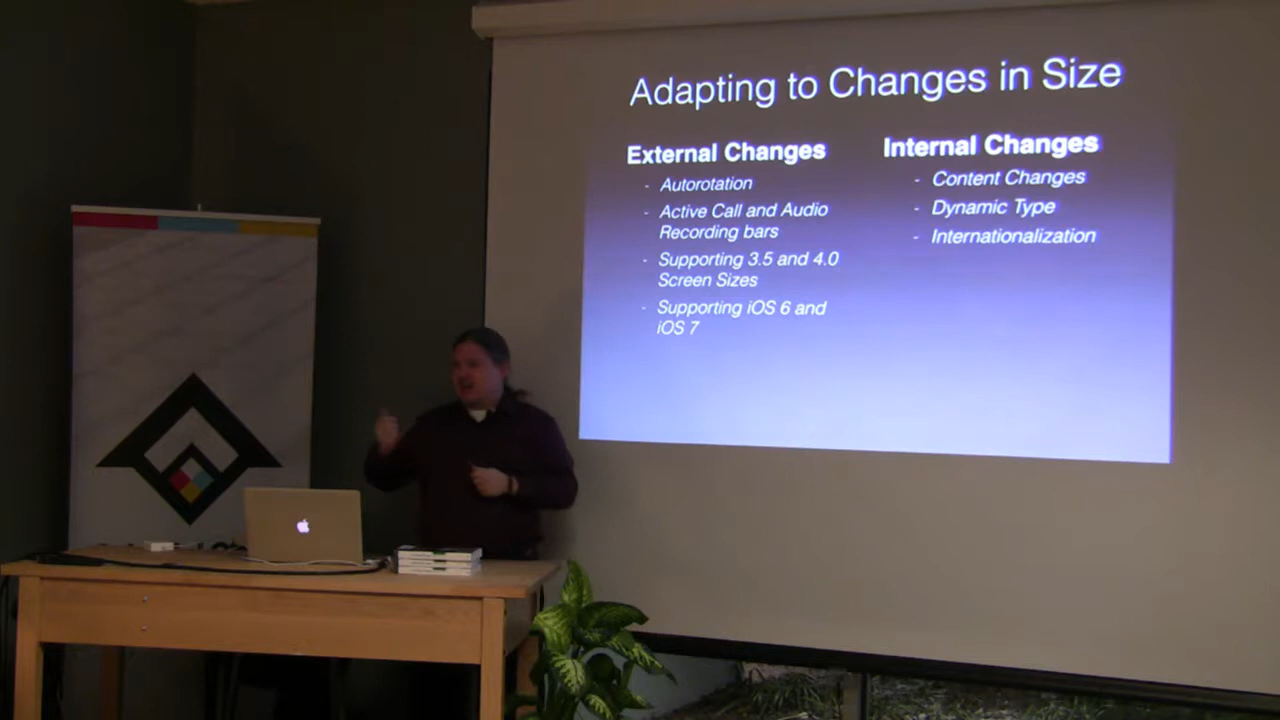 Adapting to Changes in Size
External Changes
- Autorotation
- Active Call and Audio
Recording bars
- Supporting 3.5 and 4.0
Screen Sizes
- Supporting iOS 6 and
iOS 7
Internal Changes
- Content Changes
- Dynamic Type
- Internationalization